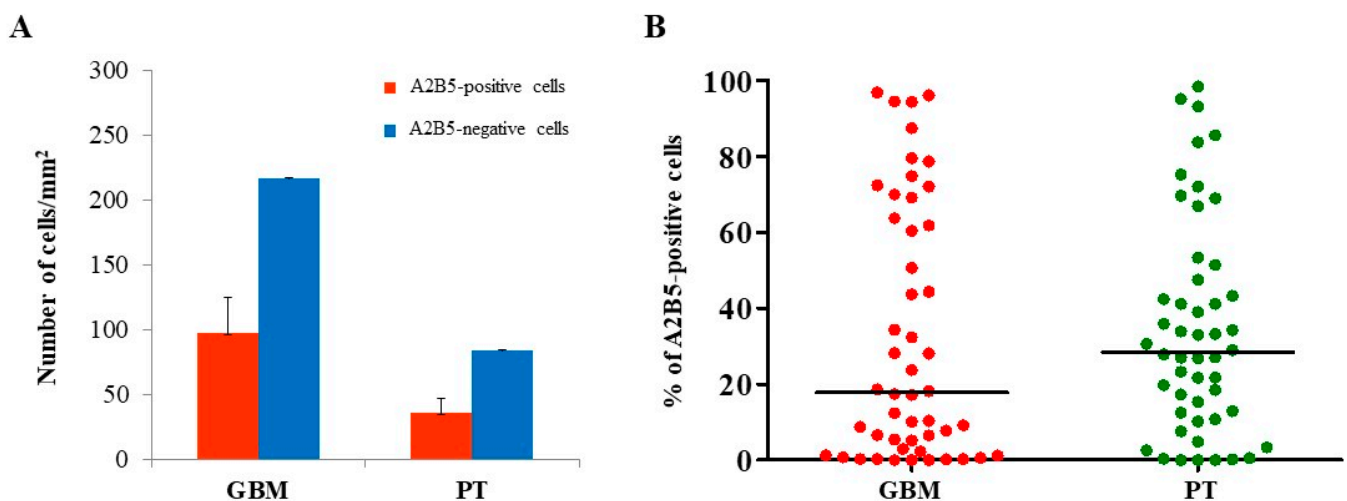 A
B
Number of cells/mm²
300
250
200
150
100
50
0
A2B5-positive cells
A2B5-negative cells
GBM
PT
% of A2B5-positive cells
100
80
60
40
20
0
GBM
PT